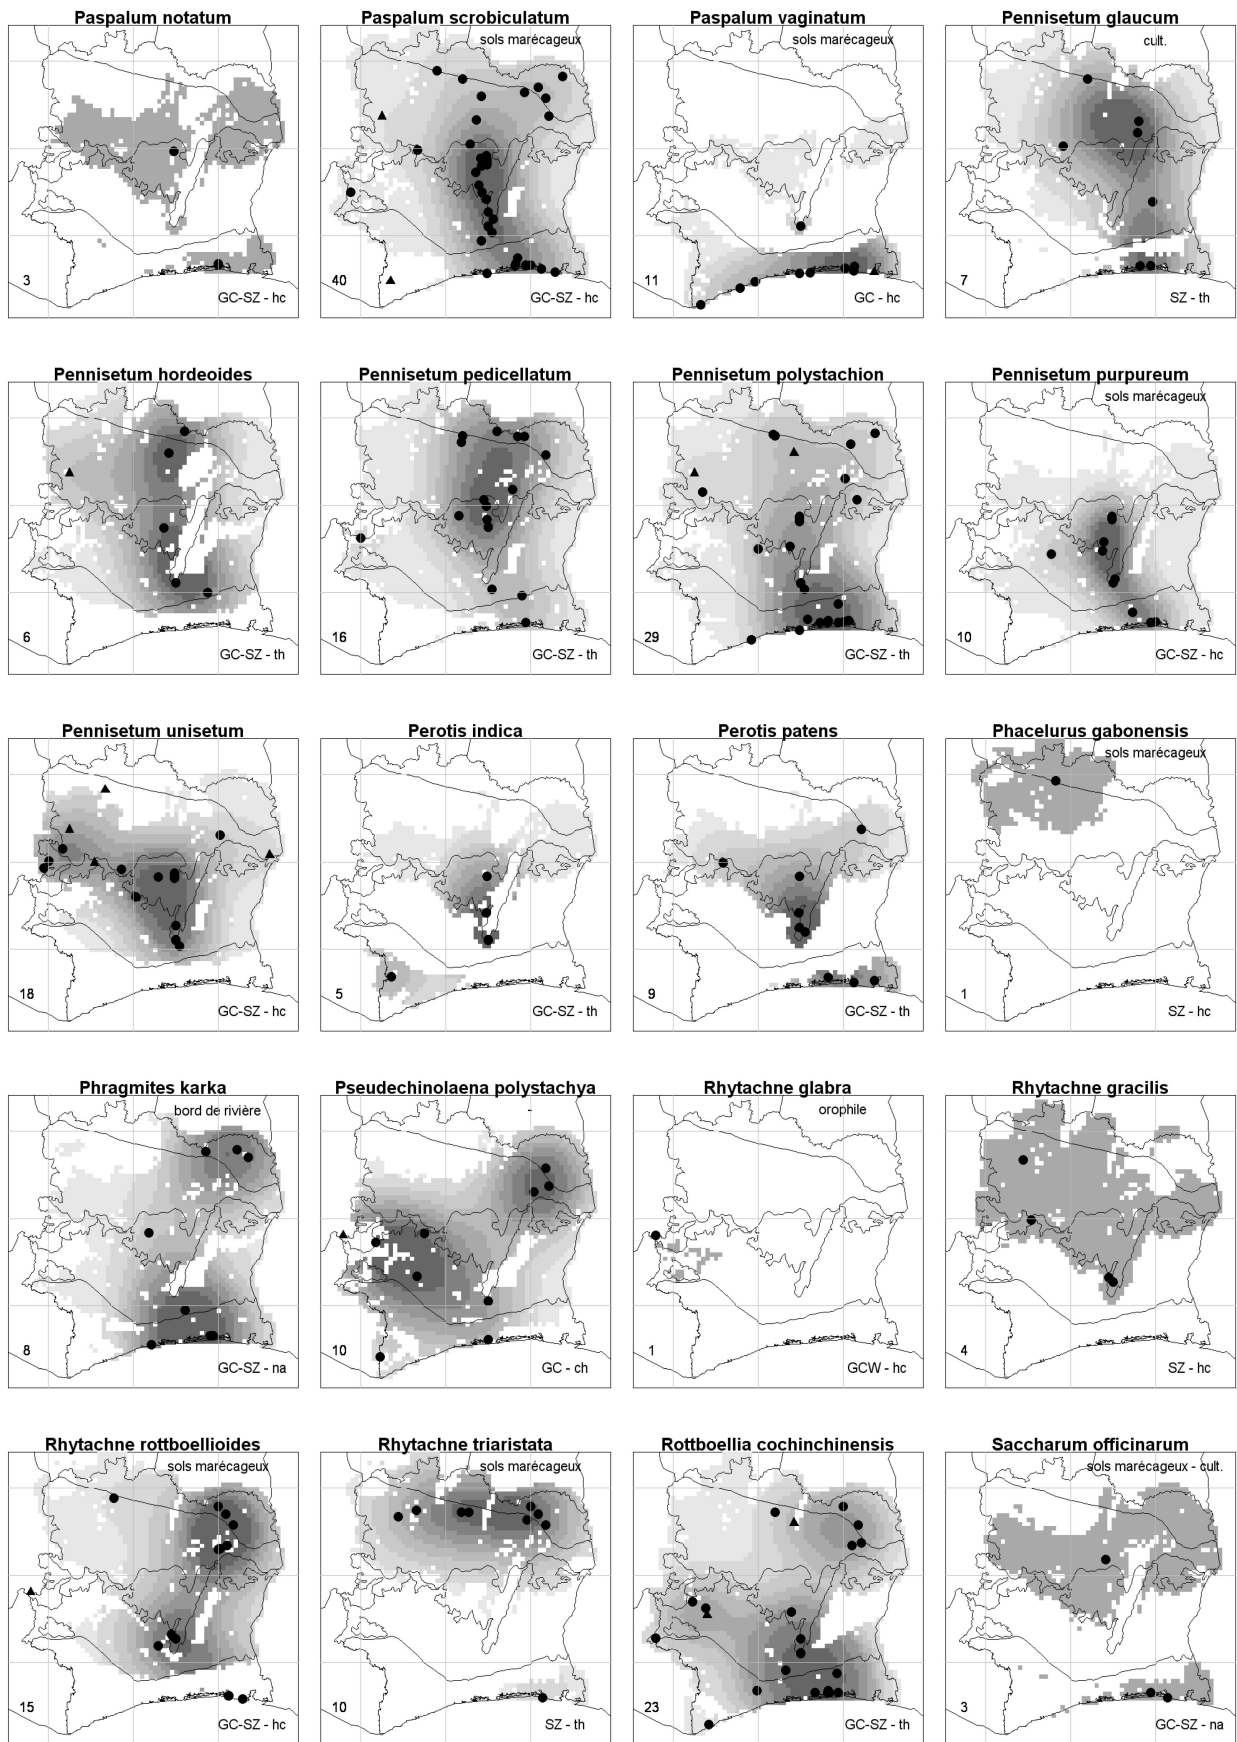 Paspalum notatum
3
GC-SZ - hc
Paspalum scrobiculatum
sols marécageux
40
GC-SZ - hc
Paspalum vaginatum
sols marécageux
11
GC - hc
Pennisetum glaucum
cult.
7
SZ - th
Pennisetum hordeoides
6
GC-SZ - th
Pennisetum pedicellatum
16
GC-SZ - th
Pennisetum polystachion
29
GC-SZ - th
Pennisetum purpureum
sols marécageux
10
GC-SZ - hc
Pennisetum unisetum
18
GC-SZ - hc
Perotis indica
5
GC-SZ - th
Perotis patens
9
GC-SZ - th
Phacelurus gabonensis
sols marécageux
1
SZ - hc
Phragmites karka
bord de rivière
8
GC-SZ - na
Pseudechinolaena polystachya
-
10
GC - ch
Rhytachne glabra
orophile
1
GCW - hc
Rhytachne gracilis
4
SZ - hc
Rhytachne rottboellioides
sols marécageux
15
GC-SZ - hc
Rhytachne triaristata
sols marécageux
10
SZ - th
Rottboellia cochinchinensis
23
GC-SZ - th
Saccharum officinarum
sols marécageux - cult.
3
GC-SZ - na